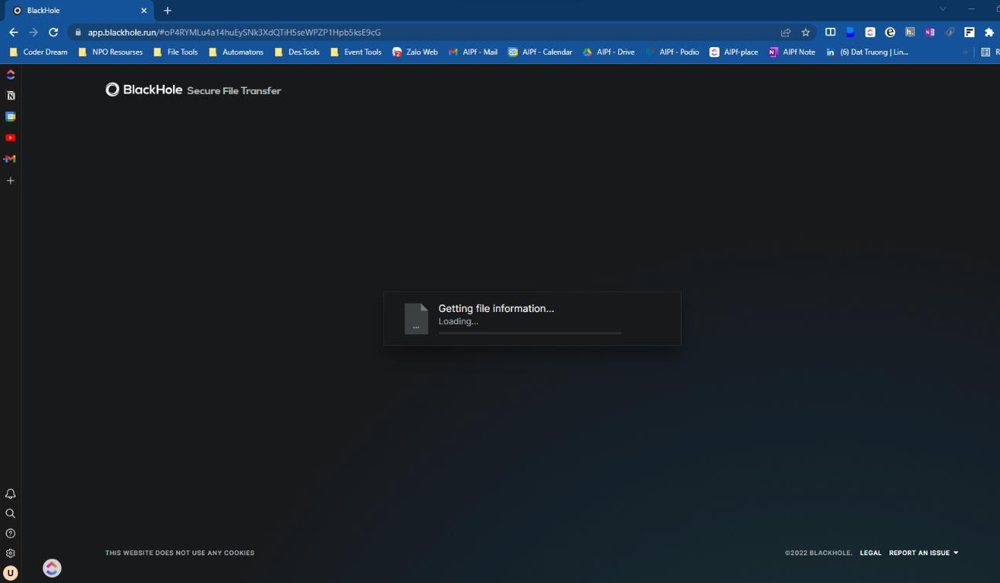 BlackHole
app.blackhole.run/#oP4RYMLu4a14huEySNk3XdQTiH5seWPZP1Hpb5ksE9cG
Coder Dream NPO Resourses File Tools Automatons Des.Tools Event Tools Zalo Web AIPf - Mail AIPf - Calendar AIPf - Drive AIPf - Podio AIPf-place AIPf Note (6) Dat Truong | Lin... R
BlackHole Secure File Transfer
Getting file information...
Loading...
...
THIS WEBSITE DOES NOT USE ANY COOKIES
©2022 BLACKHOLE. LEGAL REPORT AN ISSUE
U